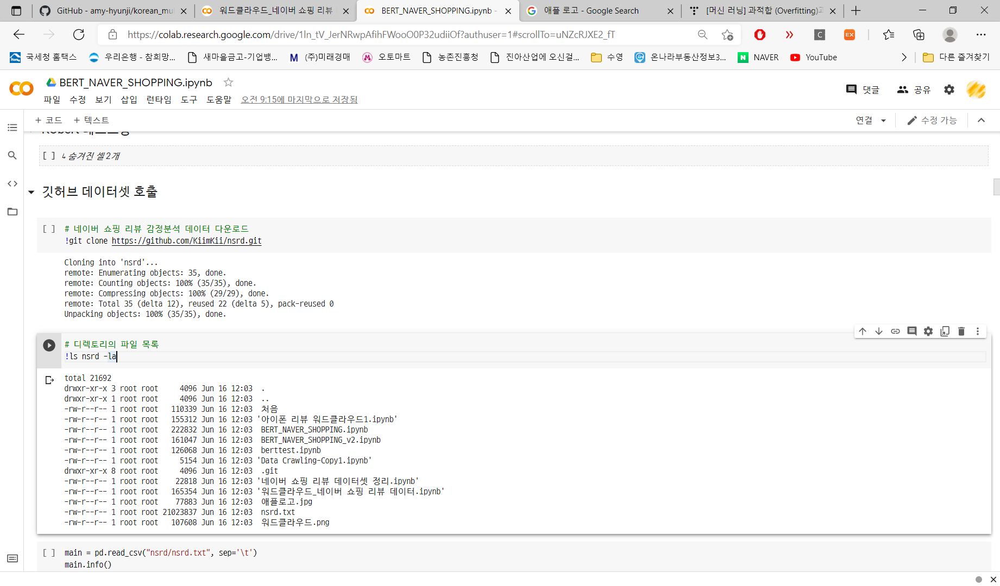 GitHub - amy-hyunji/korean_mu
워드클라우드_네이버 쇼핑 리뷰
BERT_NAVER_SHOPPING.ipynb -
애플 로고 - Google Search
[머신 러닝] 과적합 (Overfitting)
https://colab.research.google.com/drive/1ln_tV_JerNRwpAfihFWooO0P32udiiOf?authuser=1#scrollTo=uNZcRJXE2_fT
국세청 홈택스
우리은행 - 참희망...
새마을금고-기업뱅...
(주)미래경매
오토마트
농촌진흥청
진아산업에 오신걸...
수영
온나라부동산정보3...
NAVER
YouTube
다른 즐겨찾기
BERT_NAVER_SHOPPING.ipynb
파일 수정 보기 삽입 런타임 도구 도움말 오전 9:15에 마지막으로 저장됨
댓글
공유
+ 코드 + 텍스트
연결
수정 가능
[ ] ↳ 숨겨진 셀 2개
깃허브 데이터셋 호출
[ ] # 네이버 쇼핑 리뷰 감정분석 데이터 다운로드
!git clone https://github.com/KiimKii/nsrd.git
Cloning into 'nsrd'...
remote: Enumerating objects: 35, done.
remote: Counting objects: 100% (35/35), done.
remote: Compressing objects: 100% (29/29), done.
remote: Total 35 (delta 12), reused 22 (delta 5), pack-reused 0
Unpacking objects: 100% (35/35), done.
# 디렉토리의 파일 목록
!ls nsrd -la
total 21692
drwxr-xr-x 3 root root 4096 Jun 16 12:03 .
drwxr-xr-x 1 root root 4096 Jun 16 12:03 ..
-rw-r--r-- 1 root root 110339 Jun 16 12:03 처음
-rw-r--r-- 1 root root 155312 Jun 16 12:03 '아이폰 리뷰 워드클라우드1.ipynb'
-rw-r--r-- 1 root root 222832 Jun 16 12:03 BERT_NAVER_SHOPPING.ipynb
-rw-r--r-- 1 root root 161047 Jun 16 12:03 BERT_NAVER_SHOPPING_v2.ipynb
-rw-r--r-- 1 root root 126068 Jun 16 12:03 berttest.ipynb
-rw-r--r-- 1 root root 5154 Jun 16 12:03 'Data Crawling-Copy1.ipynb'
drwxr-xr-x 8 root root 4096 Jun 16 12:03 .git
-rw-r--r-- 1 root root 22818 Jun 16 12:03 '네이버 쇼핑 리뷰 데이터셋 정리.ipynb'
-rw-r--r-- 1 root root 165354 Jun 16 12:03 '워드클라우드_네이버 쇼핑 리뷰 데이터.ipynb'
-rw-r--r-- 1 root root 77883 Jun 16 12:03 애플로고.jpg
-rw-r--r-- 1 root root 21023837 Jun 16 12:03 nsrd.txt
-rw-r--r-- 1 root root 107608 Jun 16 12:03 워드클라우드.png
[ ] main = pd.read_csv("nsrd/nsrd.txt", sep='\t')
main.info()